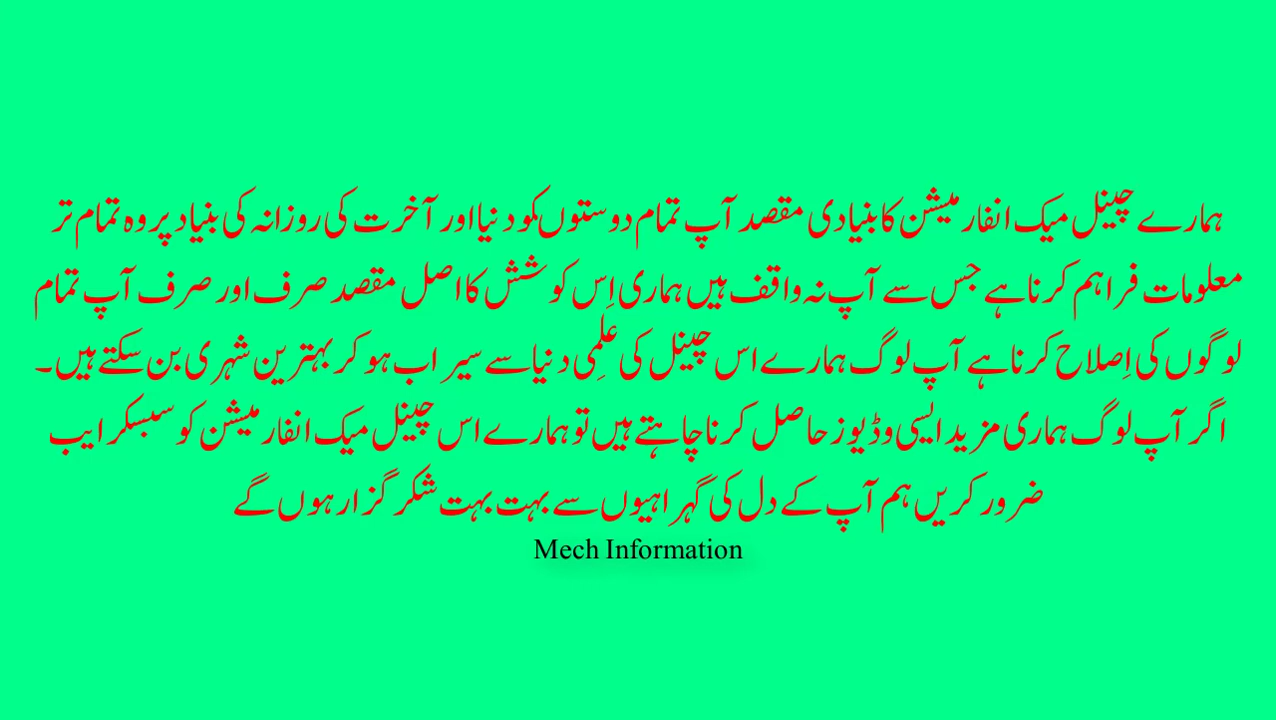 ہمارے چینل میک انفارمیشن کا بنیادی مقصد آپ تمام دوستوں کو دنیا اور آخرت کی روزانہ کی بنیاد پر وہ تمام تر
معلومات فراہم کرنا ہے جس سے آپ نہ واقف ہیں ہماری اِس کوشش کا اصل مقصد صرف اور صرف آپ تمام
لوگوں کی اِصلاح کرنا ہے آپ لوگ ہمارے اس چینل کی عِلمی دنیا سے سیراب ہو کر بہترین شہری بن سکتے ہیں۔
اگر آپ لوگ ہماری مزید ایسی وڈیوز حاصل کرنا چاہتے ہیں تو ہمارے اس چینل میک انفارمیشن کو سبسکرایب
ضرور کریں ہم آپ کے دل کی گہراہیوں سے بہت بہت شکر گزار ہوں گے
Mech Information